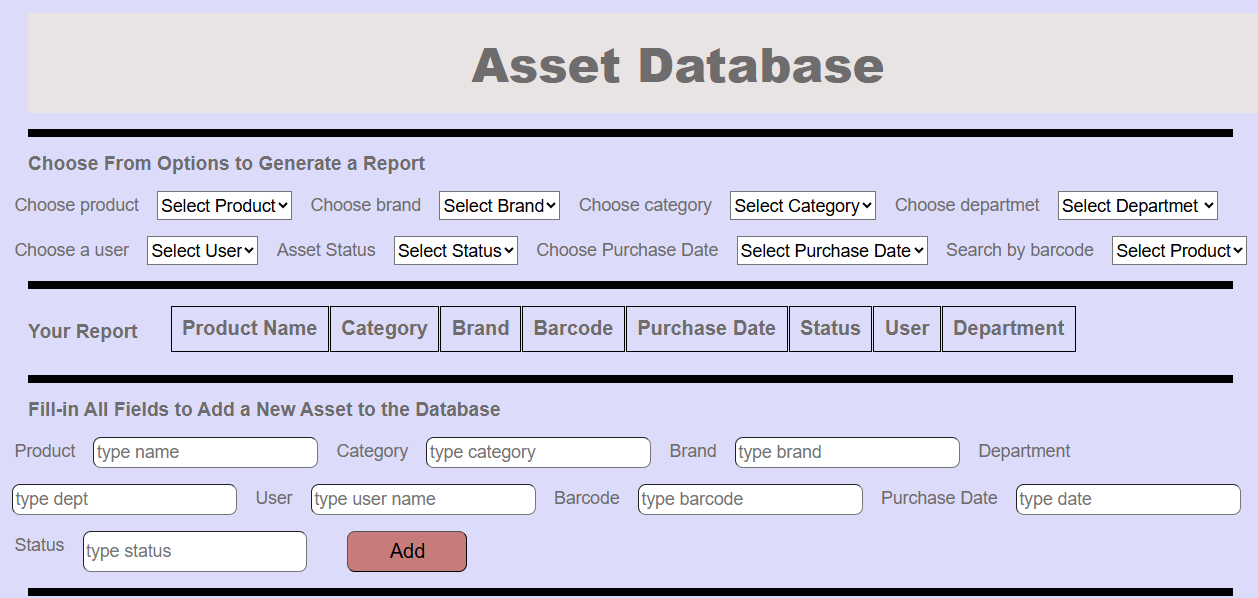 Asset Database
Choose From Options to Generate a Report
Choose product Select Product Choose brand Select Brand Choose category Select Category Choose departmet Select Departmet
Choose a user Select User Asset Status Select Status Choose Purchase Date Select Purchase Date Search by barcode Select Product
Your Report Product Name Category Brand Barcode Purchase Date Status User Department
Fill-in All Fields to Add a New Asset to the Database
Product type name Category type category Brand type brand Department
type dept User type user name Barcode type barcode Purchase Date type date
Status type status Add